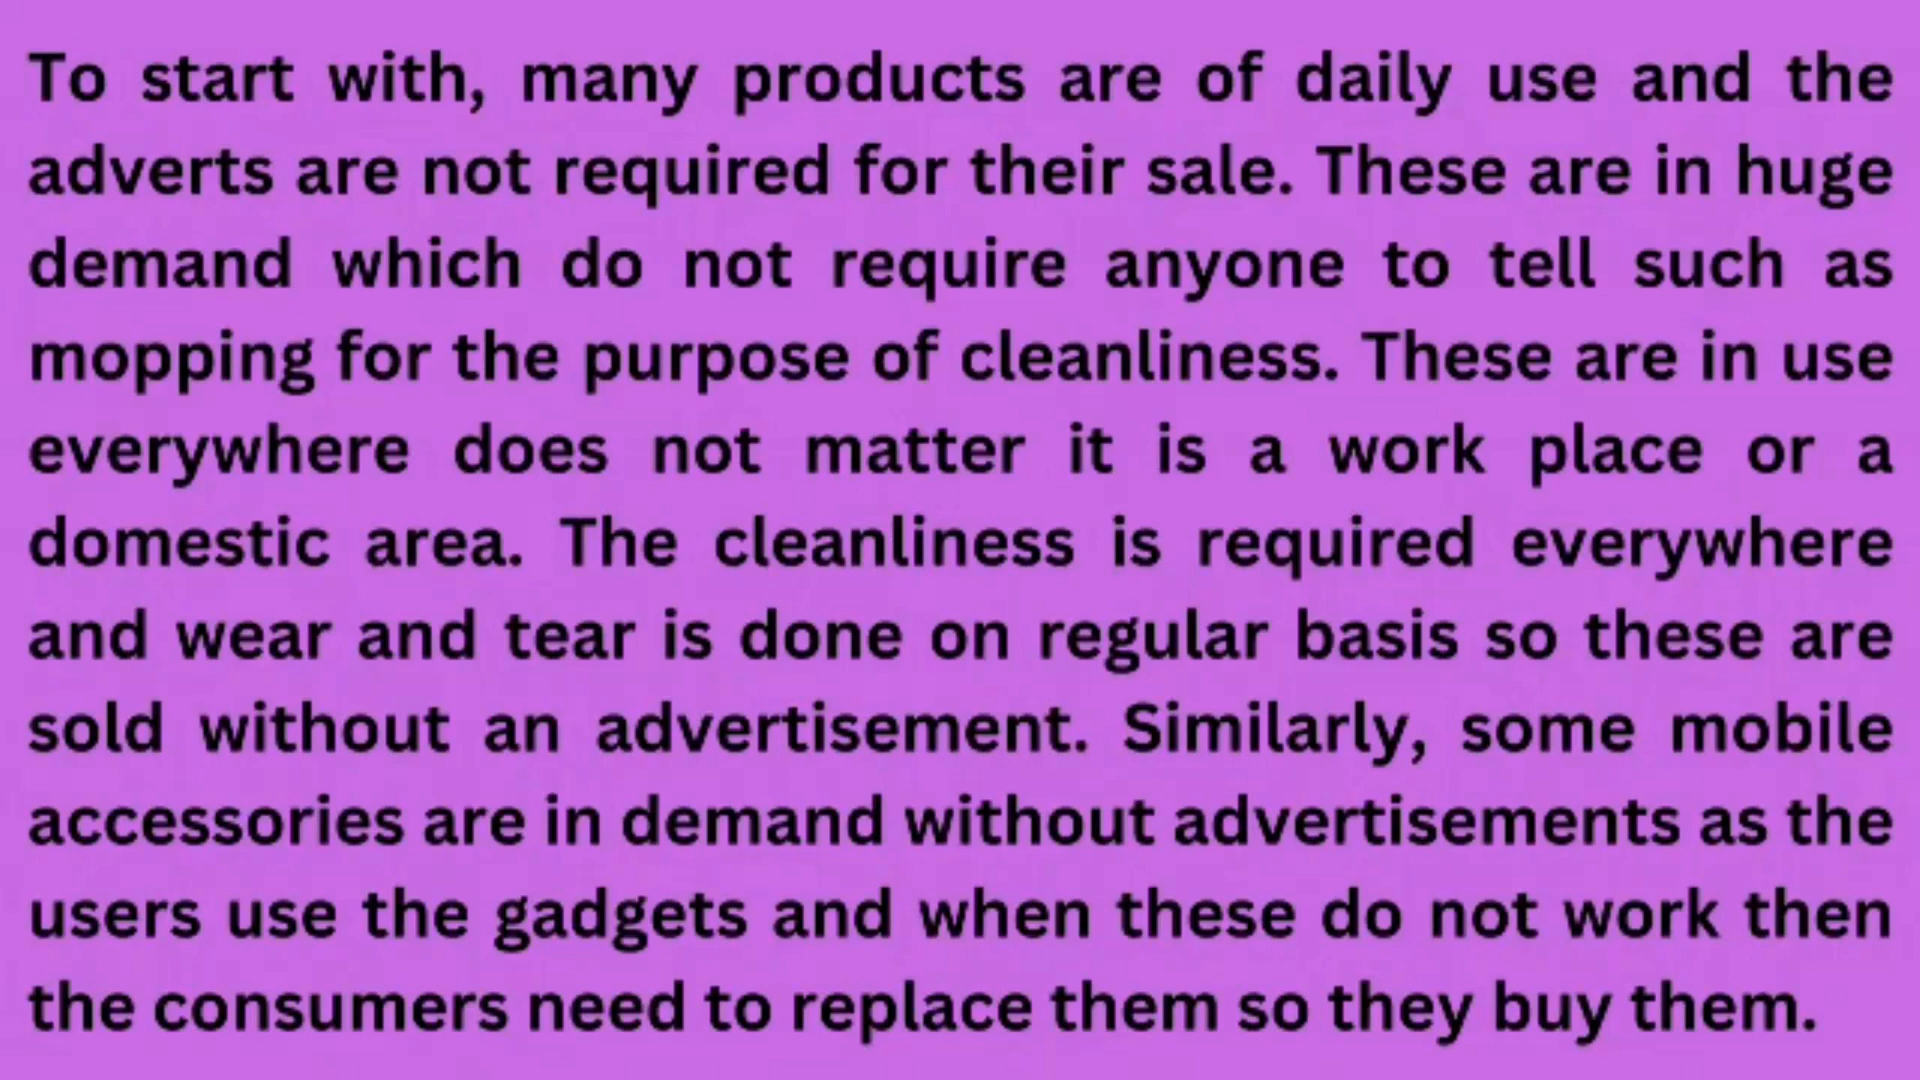 To start with, many products are of daily use and the
adverts are not required for their sale. These are in huge
demand which do not require anyone to tell such as
mopping for the purpose of cleanliness. These are in use
everywhere does not matter it is a work place or a
domestic area. The cleanliness is required everywhere
and wear and tear is done on regular basis so these are
sold without an advertisement. Similarly, some mobile
accessories are in demand without advertisements as the
users use the gadgets and when these do not work then
the consumers need to replace them so they buy them.